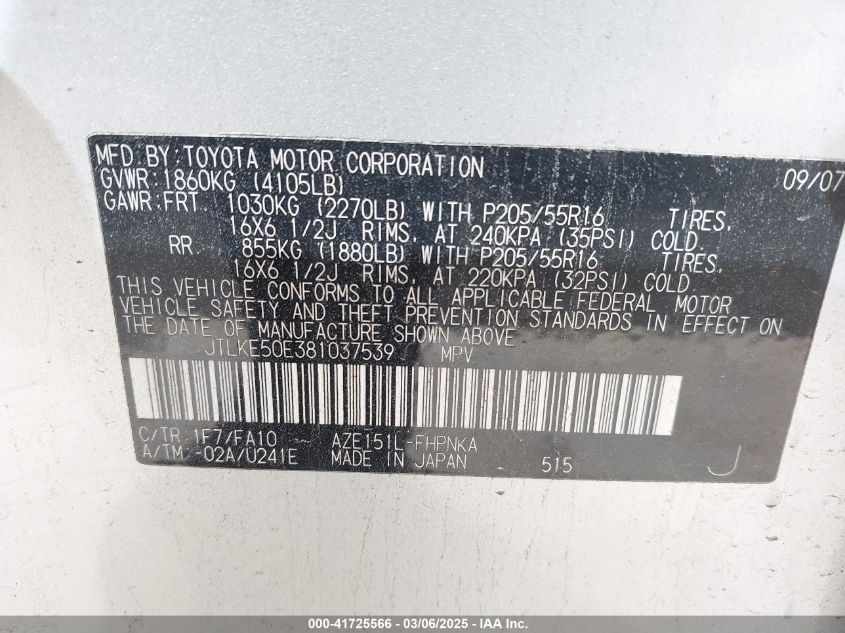 MFD.BY:TOYOTA MOTOR CORPORATION 09/07
GVWR:1860KG (4105LB)
GAWR:FRT 1030KG (2270LB) WITH P205/55R16 TIRES,
16X6 1/2J RIMS, AT 240KPA (35PSI) COLD.
RR. 855KG (1880LB) WITH P205/55R16 TIRES,
16X6 1/2J RIMS, AT 220KPA (32PSI) COLD
THIS VEHICLE CONFORMS TO ALL APPLICABLE FEDERAL MOTOR
VEHICLE SAFETY AND THEFT PREVENTION STANDARDS IN EFFECT ON
THE DATE OF MANUFACTURE SHOWN ABOVE
JTLKE50E381037539 MPV
C/TR: 1F7/FA10 AZE151L-FHPNKA
A/TM: -02A/U241E MADE IN JAPAN 515 J
000-41725566 - 03/06/2025 - IAA Inc.